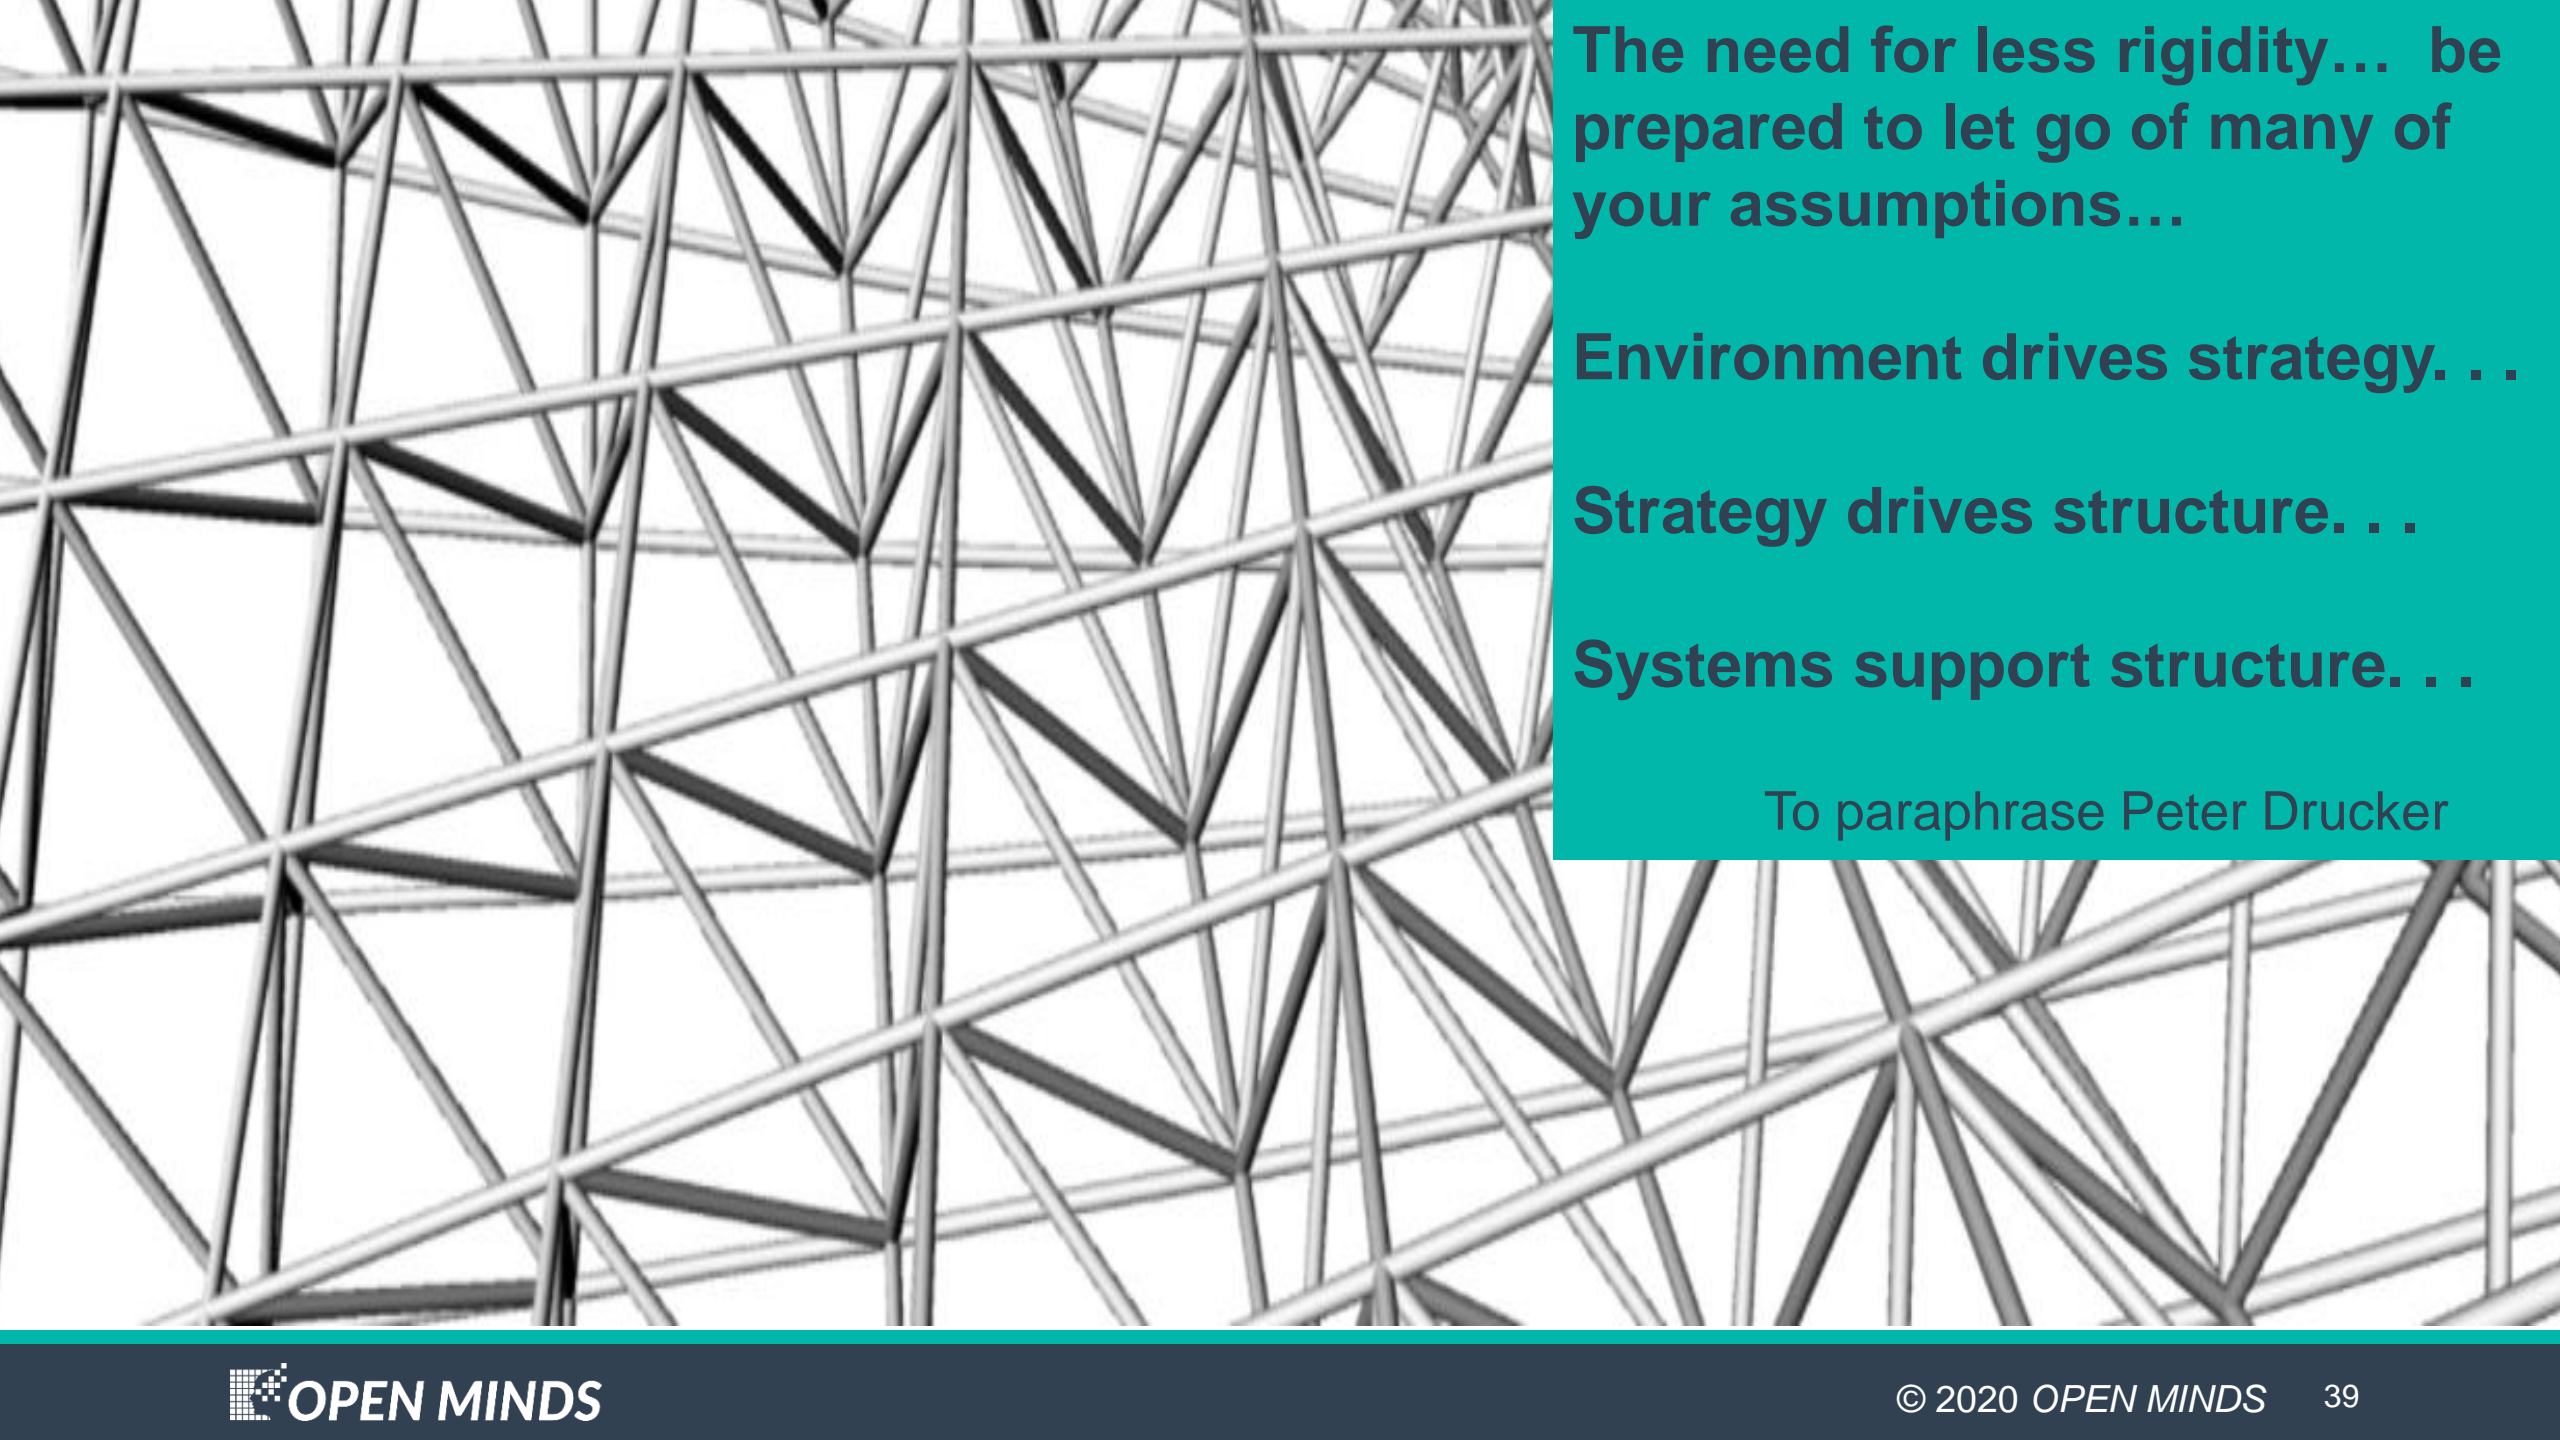 The need for less rigidity…  be
prepared to let go of many of
your assumptions…
Environment drives strategy. . .
Strategy drives structure. . .
Systems support structure. . .
To paraphrase Peter Drucker
OPEN MINDS
© 2020 OPEN MINDS 39